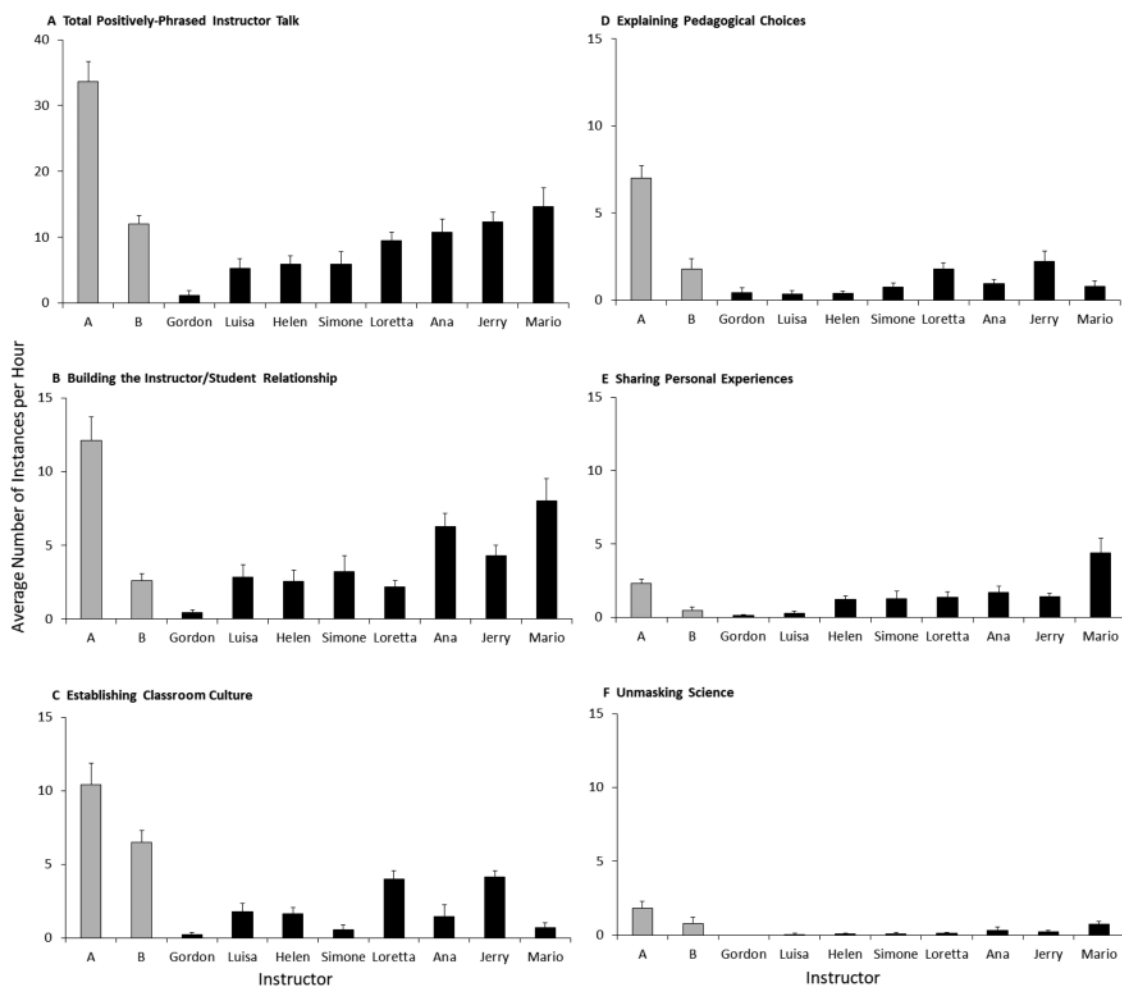 A Total Positively-Phrased Instructor Talk
40
30
20
10
0
A B Gordon Luisa Helen Simone Loretta Ana Jerry Mario
B Building the Instructor/Student Relationship
15
10
5
0
A B Gordon Luisa Helen Simone Loretta Ana Jerry Mario
C Establishing Classroom Culture
15
10
5
0
A B Gordon Luisa Helen Simone Loretta Ana Jerry Mario
Instructor
Average Number of Instances per Hour
D Explaining Pedagogical Choices
15
10
5
0
A B Gordon Luisa Helen Simone Loretta Ana Jerry Mario
E Sharing Personal Experiences
15
10
5
0
A B Gordon Luisa Helen Simone Loretta Ana Jerry Mario
F Unmasking Science
15
10
5
0
A B Gordon Luisa Helen Simone Loretta Ana Jerry Mario
Instructor